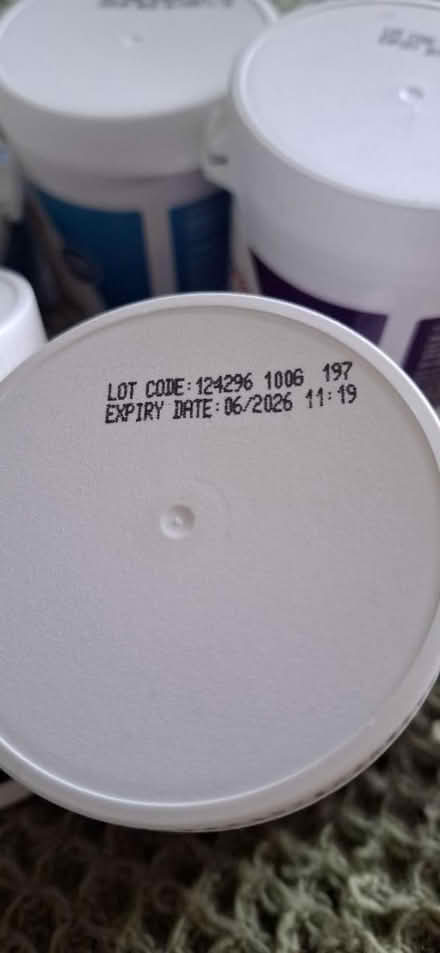 LOT CODE:124296 1006 197
EXPIRY DATE:06/2026 11:19